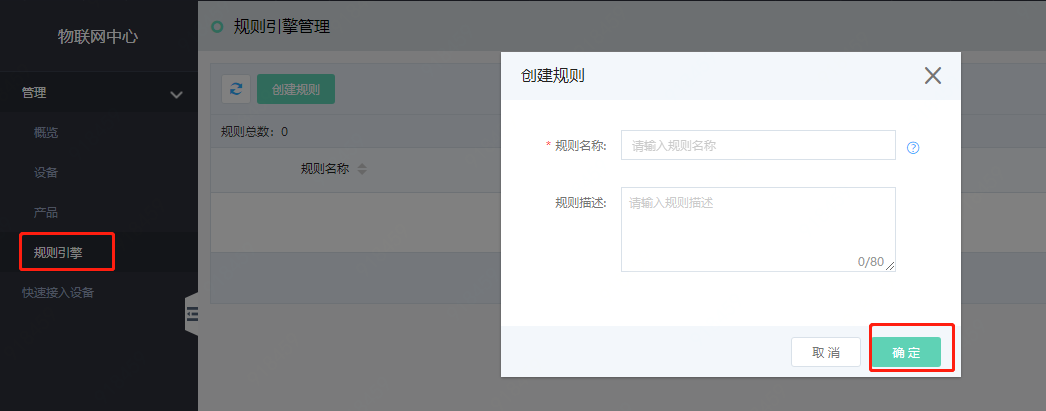 物联网中心
管理
概览
设备
产品
规则引擎
快速接入设备
规则引擎管理
创建规则
规则总数：0
规则名称
创建规则
* 规则名称:
请输入规则名称
规则描述:
请输入规则描述
0/80
取 消
确 定